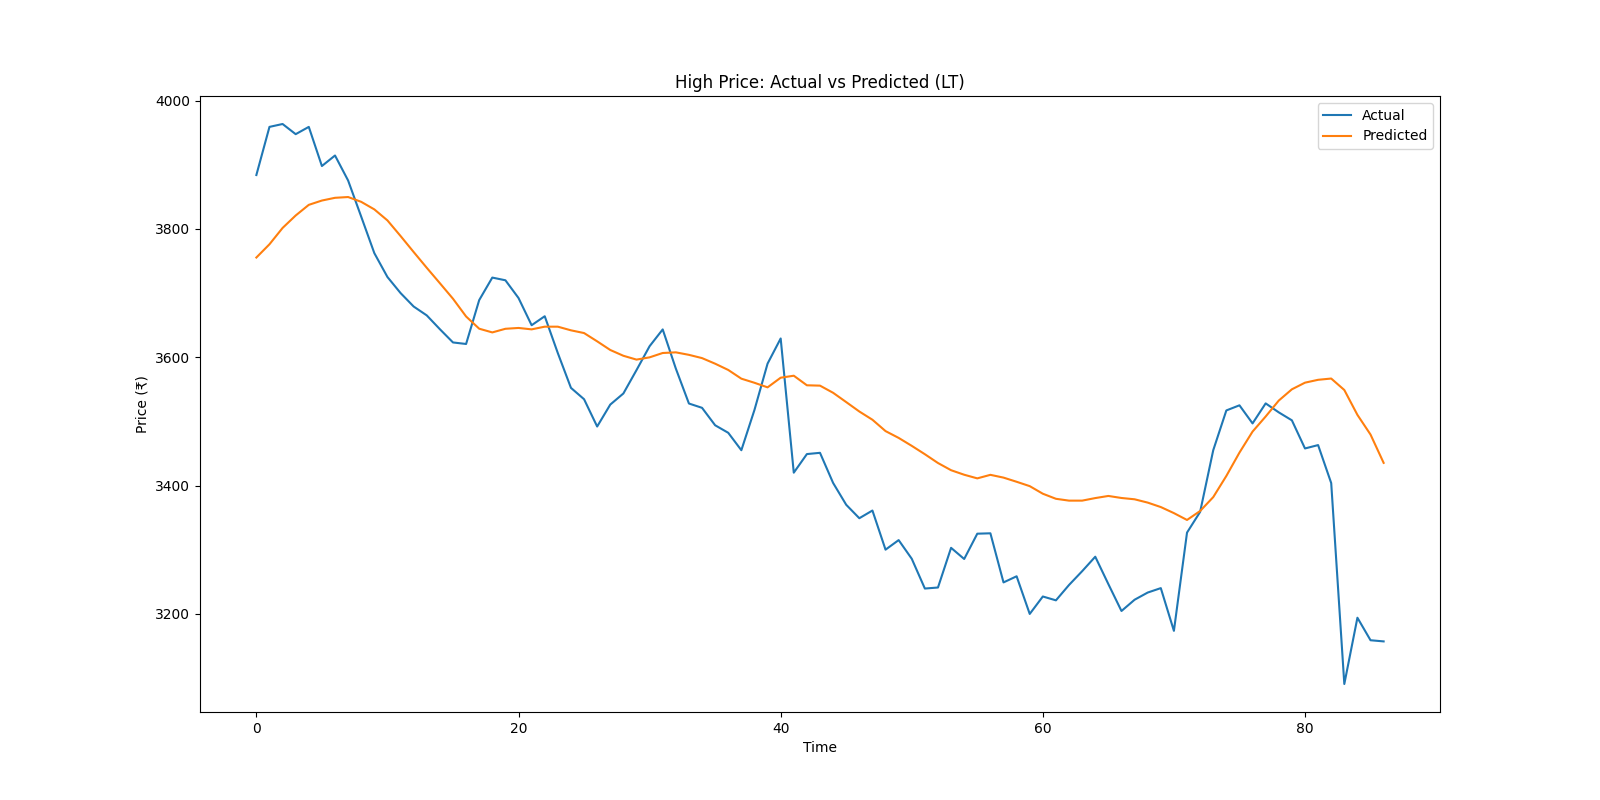 High Price: Actual vs Predicted (LT)
Actual
Predicted
4000
3800
3600
3400
3200
Price (₹)
0 20 40 60 80
Time